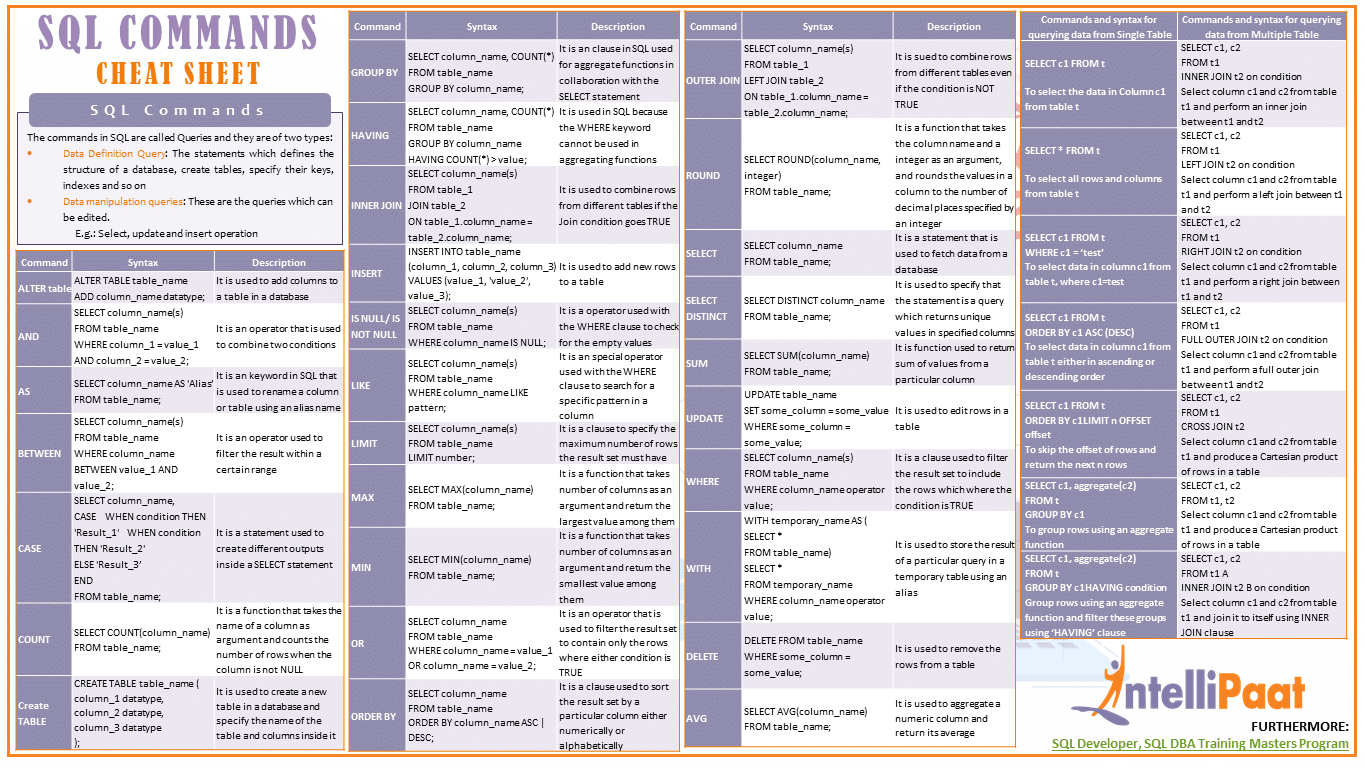 SQL COMMANDS
CHEAT SHEET
SQL Commands
The commands in SQL are called Queries and they are of two types:
• Data Definition Query: The statements which defines the
structure of a database, create tables, specify their keys,
indexes and so on
• Data manipulation queries: These are the queries which can
be edited.
E.g.: Select, update and insert operation
Command Syntax Description
ALTER table
ALTER TABLE table_name
ADD column_name datatype;
It is used to add columns to
a table in a database
AND
SELECT column_name(s)
FROM table_name
WHERE column_1 = value_1
AND column_2 = value_2;
It is an operator that is used
to combine two conditions
AS
SELECT column_name AS 'Alias'
FROM table_name;
It is an keyword in SQL that
is used to rename a column
or table using an alias name
BETWEEN
SELECT column_name(s)
FROM table_name
WHERE column_name
BETWEEN value_1 AND
value_2;
It is an operator used to
filter the result within a
certain range
CASE
SELECT column_name,
CASE WHEN condition THEN
'Result_1' WHEN condition
THEN 'Result_2'
ELSE 'Result_3'
END
FROM table_name;
It is a statement used to
create different outputs
inside a SELECT statement
COUNT
SELECT COUNT(column_name)
FROM table_name;
It is a function that takes the
name of a column as
argument and counts the
number of rows when the
column is not NULL
Create
TABLE
CREATE TABLE table_name (
column_1 datatype,
column_2 datatype,
column_3 datatype
);
It is used to create a new
table in a database and
specify the name of the
table and columns inside it
Command Syntax Description
GROUP BY
SELECT column_name, COUNT(*)
FROM table_name
GROUP BY column_name;
It is an clause in SQL used
for aggregate functions in
collaboration with the
SELECT statement
HAVING
SELECT column_name, COUNT(*)
FROM table_name
GROUP BY column_name
HAVING COUNT(*) > value;
It is used in SQL because
the WHERE keyword
cannot be used in
aggregating functions
INNER JOIN
SELECT column_name(s)
FROM table_1
JOIN table_2
ON table_1.column_name =
table_2.column_name;
It is used to combine rows
from different tables if the
Join condition goes TRUE
INSERT
INSERT INTO table_name
(column_1, column_2, column_3)
VALUES (value_1, 'value_2',
value_3);
It is used to add new rows
to a table
IS NULL/ IS
NOT NULL
SELECT column_name(s)
FROM table_name
WHERE column_name IS NULL;
It is a operator used with
the WHERE clause to check
for the empty values
LIKE
SELECT column_name(s)
FROM table_name
WHERE column_name LIKE
pattern;
It is an special operator
used with the WHERE
clause to search for a
specific pattern in a
column
LIMIT
SELECT column_name(s)
FROM table_name
LIMIT number;
It is a clause to specify the
maximum number of rows
the result set must have
MAX
SELECT MAX(column_name)
FROM table_name;
It is a function that takes
number of columns as an
argument and return the
largest value among them
MIN
SELECT MIN(column_name)
FROM table_name;
It is a function that takes
number of columns as an
argument and return the
smallest value among
them
OR
SELECT column_name
FROM table_name
WHERE column_name = value_1
OR column_name = value_2;
It is an operator that is
used to filter the result set
to contain only the rows
where either condition is
TRUE
ORDER BY
SELECT column_name
FROM table_name
ORDER BY column_name ASC |
DESC;
It is a clause used to sort
the result set by a
particular column either
numerically or
alphabetically
Command Syntax Description
OUTER JOIN
SELECT column_name(s)
FROM table_1
LEFT JOIN table_2
ON table_1.column_name =
table_2.column_name;
It is used to combine rows
from different tables even
if the condition is NOT
TRUE
ROUND
SELECT ROUND(column_name,
integer)
FROM table_name;
It is a function that takes
the column name and a
integer as an argument,
and rounds the values in a
column to the number of
decimal places specified by
an integer
SELECT
SELECT column_name
FROM table_name;
It is a statement that is
used to fetch data from a
database
SELECT
DISTINCT
SELECT DISTINCT column_name
FROM table_name;
It is used to specify that
the statement is a query
which returns unique
values in specified columns
SUM
SELECT SUM(column_name)
FROM table_name;
It is function used to return
sum of values from a
particular column
UPDATE
UPDATE table_name
SET some_column = some_value
WHERE some_column =
some_value;
It is used to edit rows in a
table
WHERE
SELECT column_name(s)
FROM table_name
WHERE column_name operator
value;
It is a clause used to filter
the result set to include
the rows which where the
condition is TRUE
WITH
WITH temporary_name AS (
SELECT *
FROM table_name)
SELECT *
FROM temporary_name
WHERE column_name operator
value;
It is used to store the result
of a particular query in a
temporary table using an
alias
DELETE
DELETE FROM table_name
WHERE some_column =
some_value;
It is used to remove the
rows from a table
AVG
SELECT AVG(column_name)
FROM table_name;
It is used to aggregate a
numeric column and
return its average
Commands and syntax for
querying data from Single Table
Commands and syntax for querying
data from Multiple Table
SELECT c1 FROM t
To select the data in Column c1
from table t
SELECT c1, c2
FROM t1
INNER JOIN t2 on condition
Select column c1 and c2 from table
t1 and perform an inner join
between t1 and t2
SELECT * FROM t
To select all rows and columns
from table t
SELECT c1, c2
FROM t1
LEFT JOIN t2 on condition
Select column c1 and c2 from table
t1 and perform a left join between t1
and t2
SELECT c1 FROM t
WHERE c1 = ‘test’
To select data in column c1 from
table t, where c1=test
SELECT c1, c2
FROM t1
RIGHT JOIN t2 on condition
Select column c1 and c2 from table
t1 and perform a right join between
t1 and t2
SELECT c1 FROM t
ORDER BY c1 ASC (DESC)
To select data in column c1 from
table t either in ascending or
descending order
SELECT c1, c2
FROM t1
FULL OUTER JOIN t2 on condition
Select column c1 and c2 from table
t1 and perform a full outer join
between t1 and t2
SELECT c1 FROM t
ORDER BY c1LIMIT n OFFSET
offset
To skip the offset of rows and
return the next n rows
SELECT c1, c2
FROM t1
CROSS JOIN t2
Select column c1 and c2 from table
t1 and produce a Cartesian product
of rows in a table
SELECT c1, aggregate(c2)
FROM t
GROUP BY c1
To group rows using an aggregate
function
SELECT c1, c2
FROM t1, t2
Select column c1 and c2 from table
t1 and produce a Cartesian product
of rows in a table
SELECT c1, aggregate(c2)
FROM t
GROUP BY c1HAVING condition
Group rows using an aggregate
function and filter these groups
using ‘HAVING’ clause
SELECT c1, c2
FROM t1 A
INNER JOIN t2 B on condition
Select column c1 and c2 from table
t1 and join it to itself using INNER
JOIN clause
IntelliPaat
FURTHERMORE:
SQL Developer, SQL DBA Training Masters Program